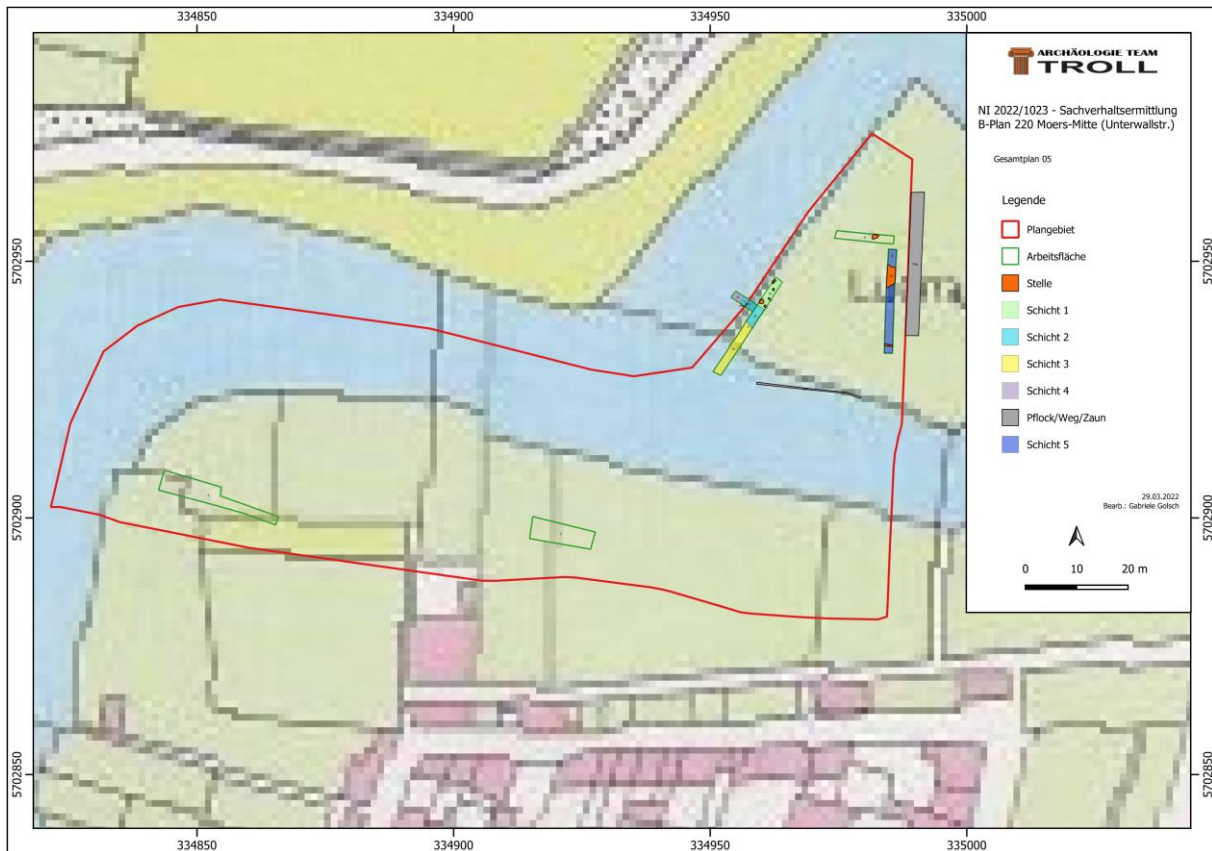 334850
334900
334950
335000
ARCHÄOLOGIE TEAM
TROLL
NI 2022/1023 - Sachverhaltsermittlung
B-Plan 220 Moers-Mitte (Unterwallstr.)
Gesamtplan 05
Legende
Plangebiet
Arbeitsfläche
Stelle
Schicht 1
Schicht 2
Schicht 3
Schicht 4
Pflock/Weg/Zaun
Schicht 5
29.03.2022
Bearb.: Gabriele Golsch
0 10 20 m
5702950
5702900
5702850
5702950
5702900
5702850
334850
334900
334950
335000